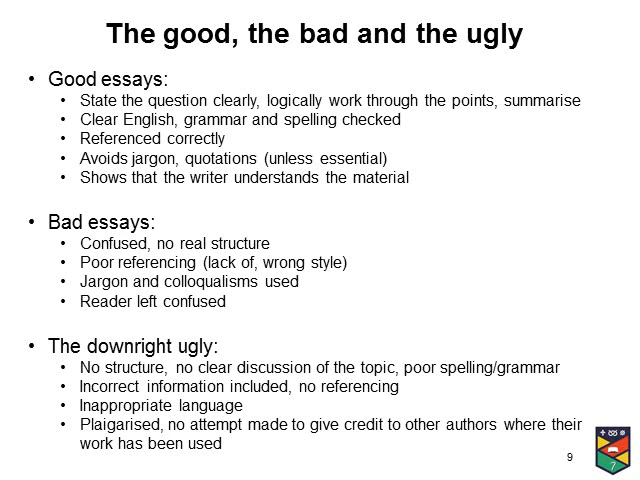 The good, the bad and the ugly
• Good essays:
• State the question clearly, logically work through the points, summarise
• Clear English, grammar and spelling checked
• Referenced correctly
• Avoids jargon, quotations (unless essential)
• Shows that the writer understands the material
• Bad essays:
• Confused, no real structure
• Poor referencing (lack of, wrong style)
• Jargon and colloqualisms used
• Reader left confused
• The downright ugly:
• No structure, no clear discussion of the topic, poor spelling/grammar
• Incorrect information included, no referencing
• Inappropriate language
• Plaigarised, no attempt made to give credit to other authors where their
work has been used
9